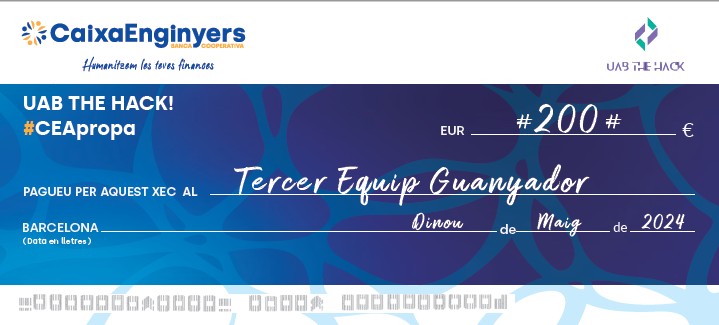 CaixaEnginyers
BANCA COOPERATIVA
Humanitzem les teves finances
UAB THE HACK
UAB THE HACK!
#CEApropa
EUR #200# €
PAGUEU PER AQUEST XEC AL Tercer Equip Guanyador
BARCELONA Dinou de Maig de 2024
(Data en lletres)